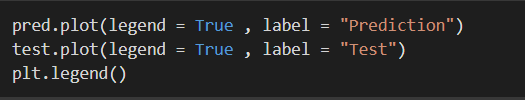 pred.plot(legend = True , label = "Prediction")
test.plot(legend = True , label = "Test")
plt.legend()